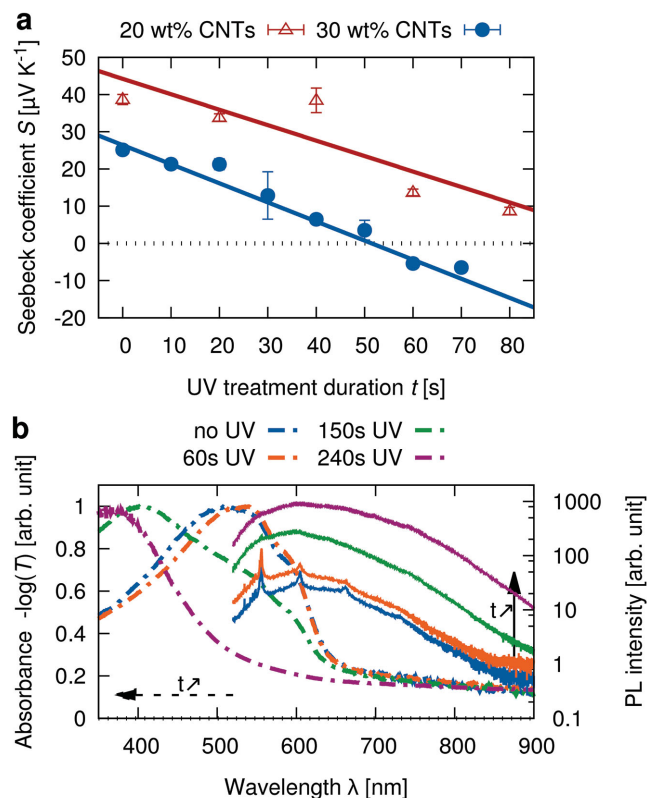 a
20 wt% CNTs 30 wt% CNTs
Seebeck coefficient S [µV K⁻¹]
50
40
30
20
10
0
-10
-20
0 10 20 30 40 50 60 70 80
UV treatment duration t [s]
b
no UV 150s UV
60s UV 240s UV
Absorbance -log(T) [arb. unit]
1
0.8
0.6
0.4
0.2
0
t↗
t↗
1000
100
10
1
0.1
PL intensity [arb. unit]
400 500 600 700 800 900
Wavelength λ [nm]